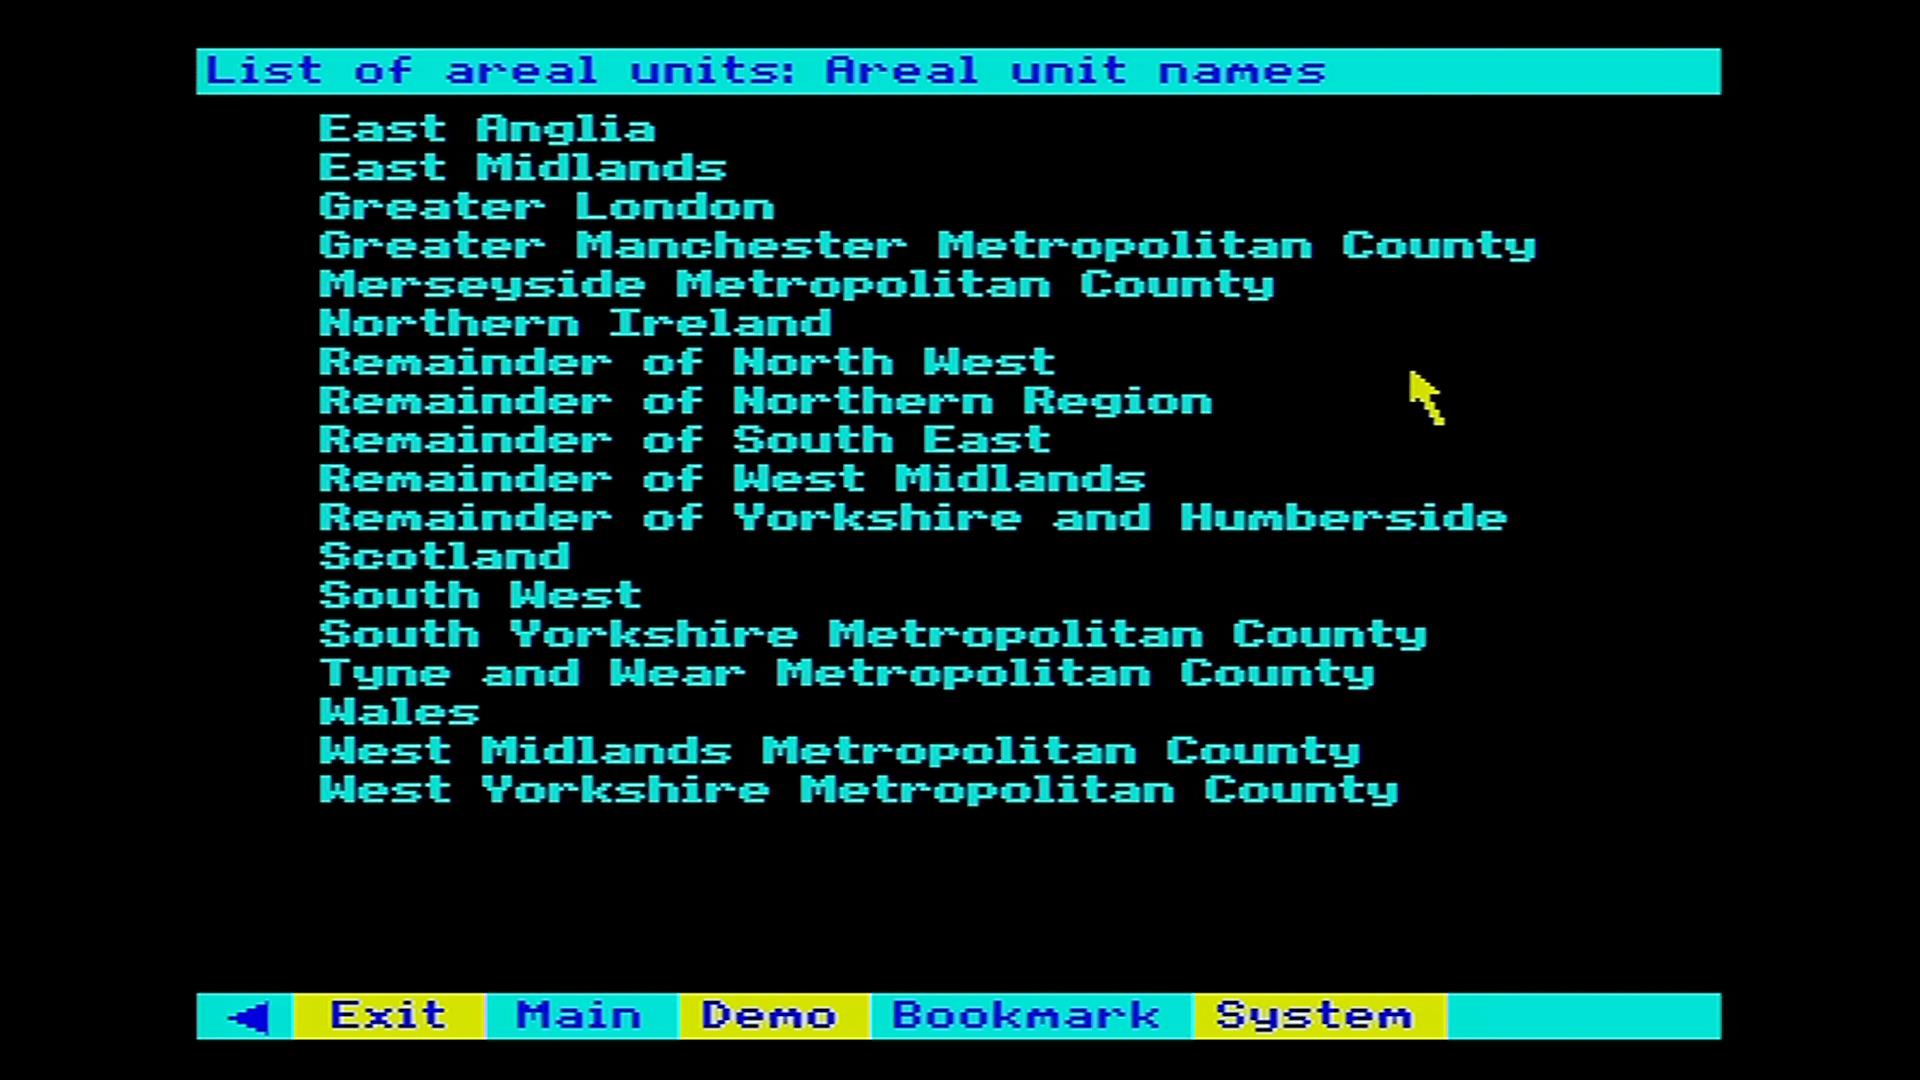 List of areal units: Areal unit names
East Anglia
East Midlands
Greater London
Greater Manchester Metropolitan County
Merseyside Metropolitan County
Northern Ireland
Remainder of North West
Remainder of Northern Region
Remainder of South East
Remainder of West Midlands
Remainder of Yorkshire and Humberside
Scotland
South West
South Yorkshire Metropolitan County
Tyne and Wear Metropolitan County
Wales
West Midlands Metropolitan County
West Yorkshire Metropolitan County
Exit Main Demo Bookmark System